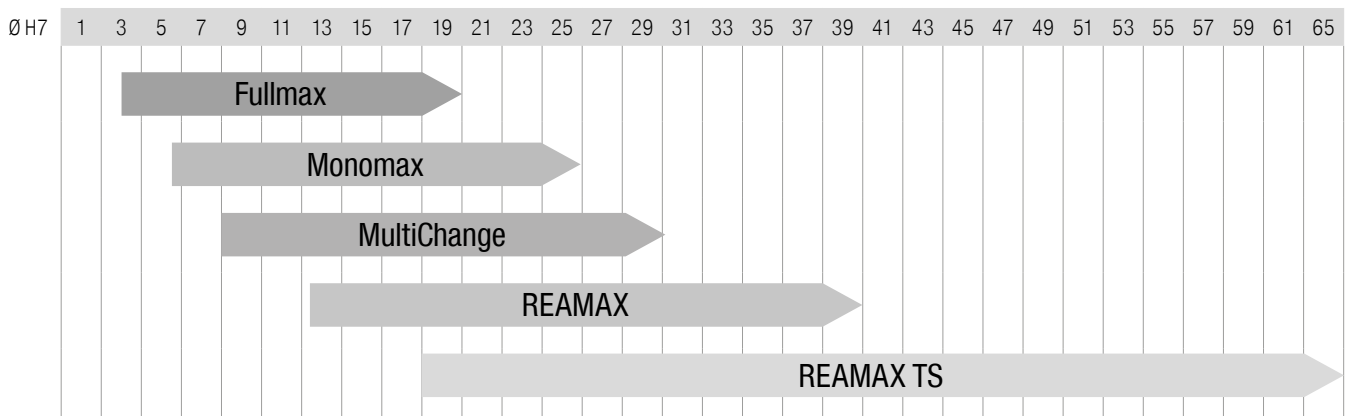 Ø H7 1 3 5 7 9 11 13 15 17 19 21 23 25 27 29 31 33 35 37 39 41 43 45 47 49 51 53 55 57 59 61 65
Fullmax
Monomax
MultiChange
REAMAX
REAMAX TS